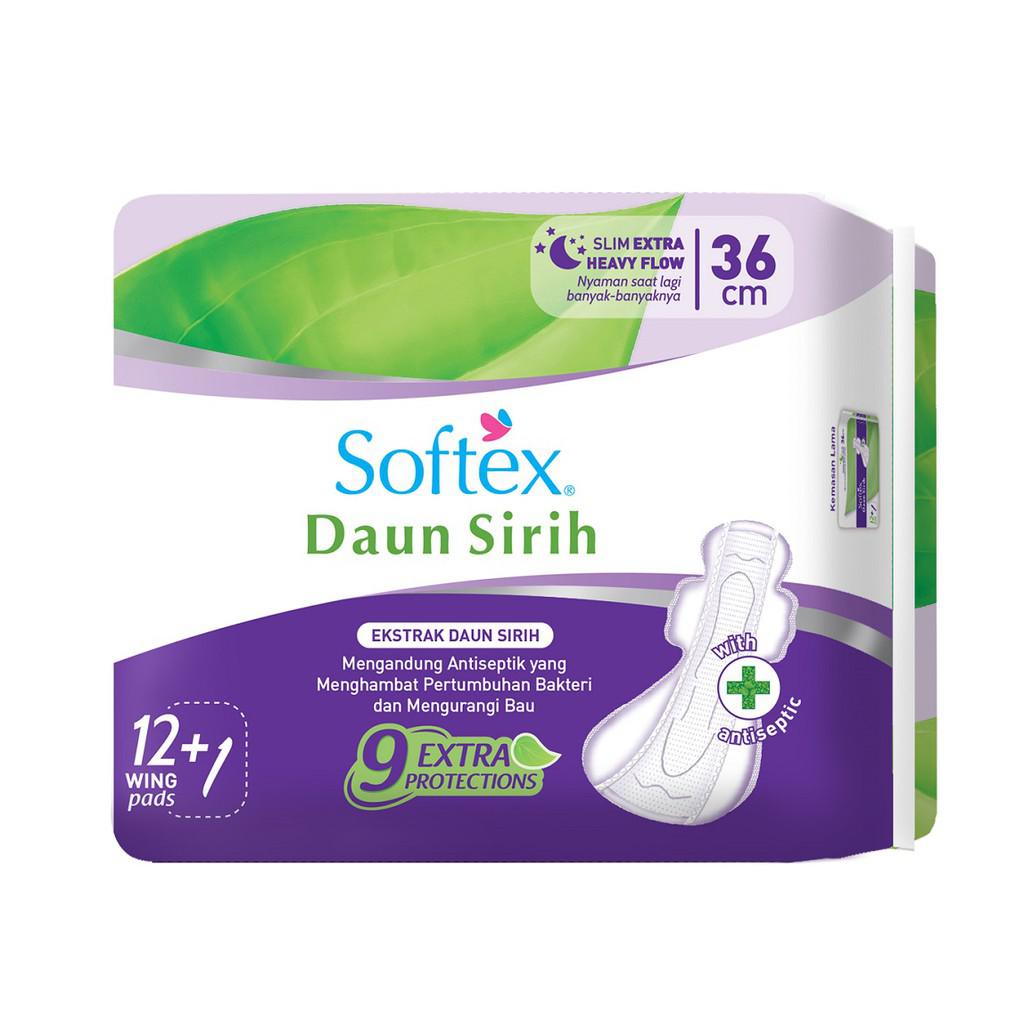 SLIM EXTRA
HEAVY FLOW
Nyaman saat lagi
banyak-banyaknya
36
cm
Softex®
Daun Sirih
Kemasan Lama
EKSTRAK DAUN SIRIH
Mengandung Antiseptik yang
Menghambat Pertumbuhan Bakteri
dan Mengurangi Bau
9 EXTRA
PROTECTIONS
12+1
WING
pads
with
antiseptic